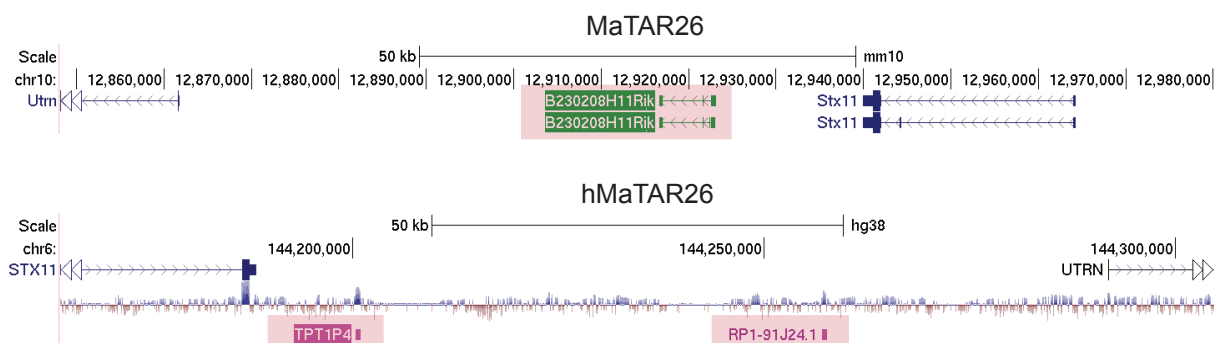 MaTAR26
Scale 50 kb mm10
chr10: 12,860,000 12,870,000 12,880,000 12,890,000 12,900,000 12,910,000 12,920,000 12,930,000 12,940,000 12,950,000 12,960,000 12,970,000 12,980,000
Utrn B230208H11Rik Stx11
B230208H11Rik Stx11
hMaTAR26
Scale 50 kb hg38
chr6: 144,200,000 144,250,000 144,300,000
STX11 UTRN
TPT1P4 RP1-91J24.1